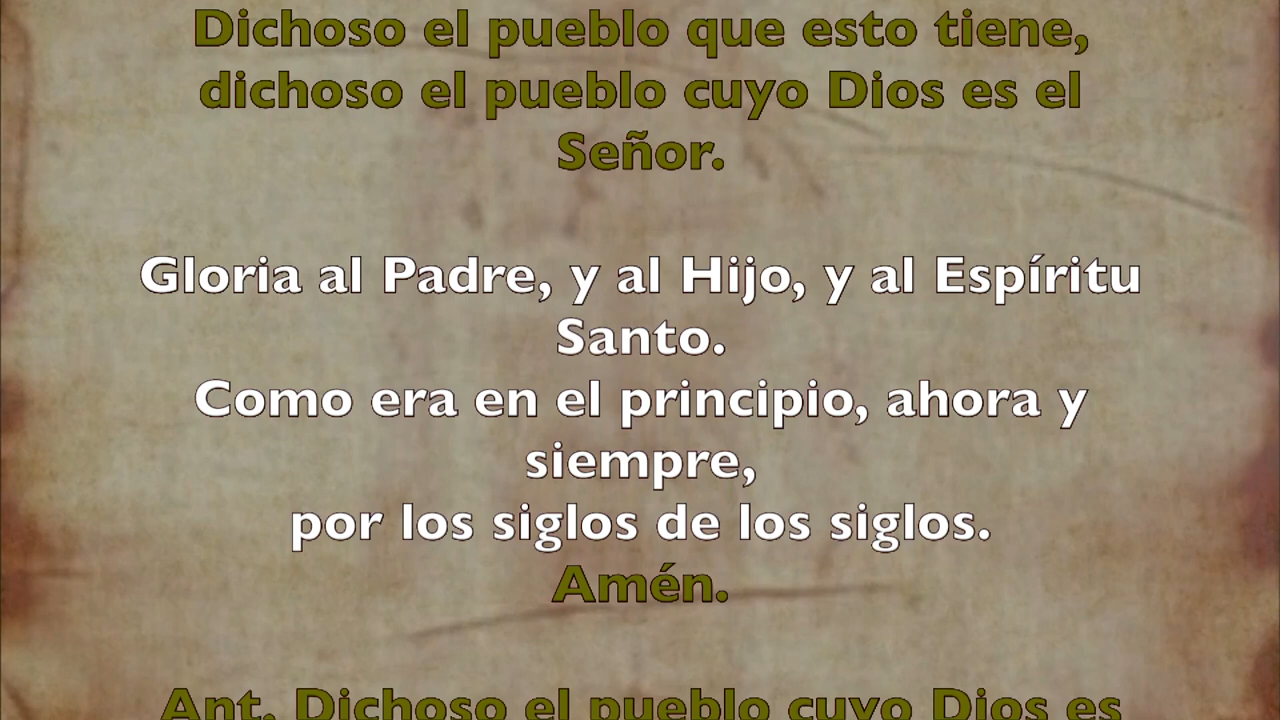 Dichoso el pueblo que esto tiene,
dichoso el pueblo cuyo Dios es el
Señor.
Gloria al Padre, y al Hijo, y al Espíritu
Santo.
Como era en el principio, ahora y
siempre,
por los siglos de los siglos.
Amén.
Ant. Dichoso el pueblo cuyo Dios es